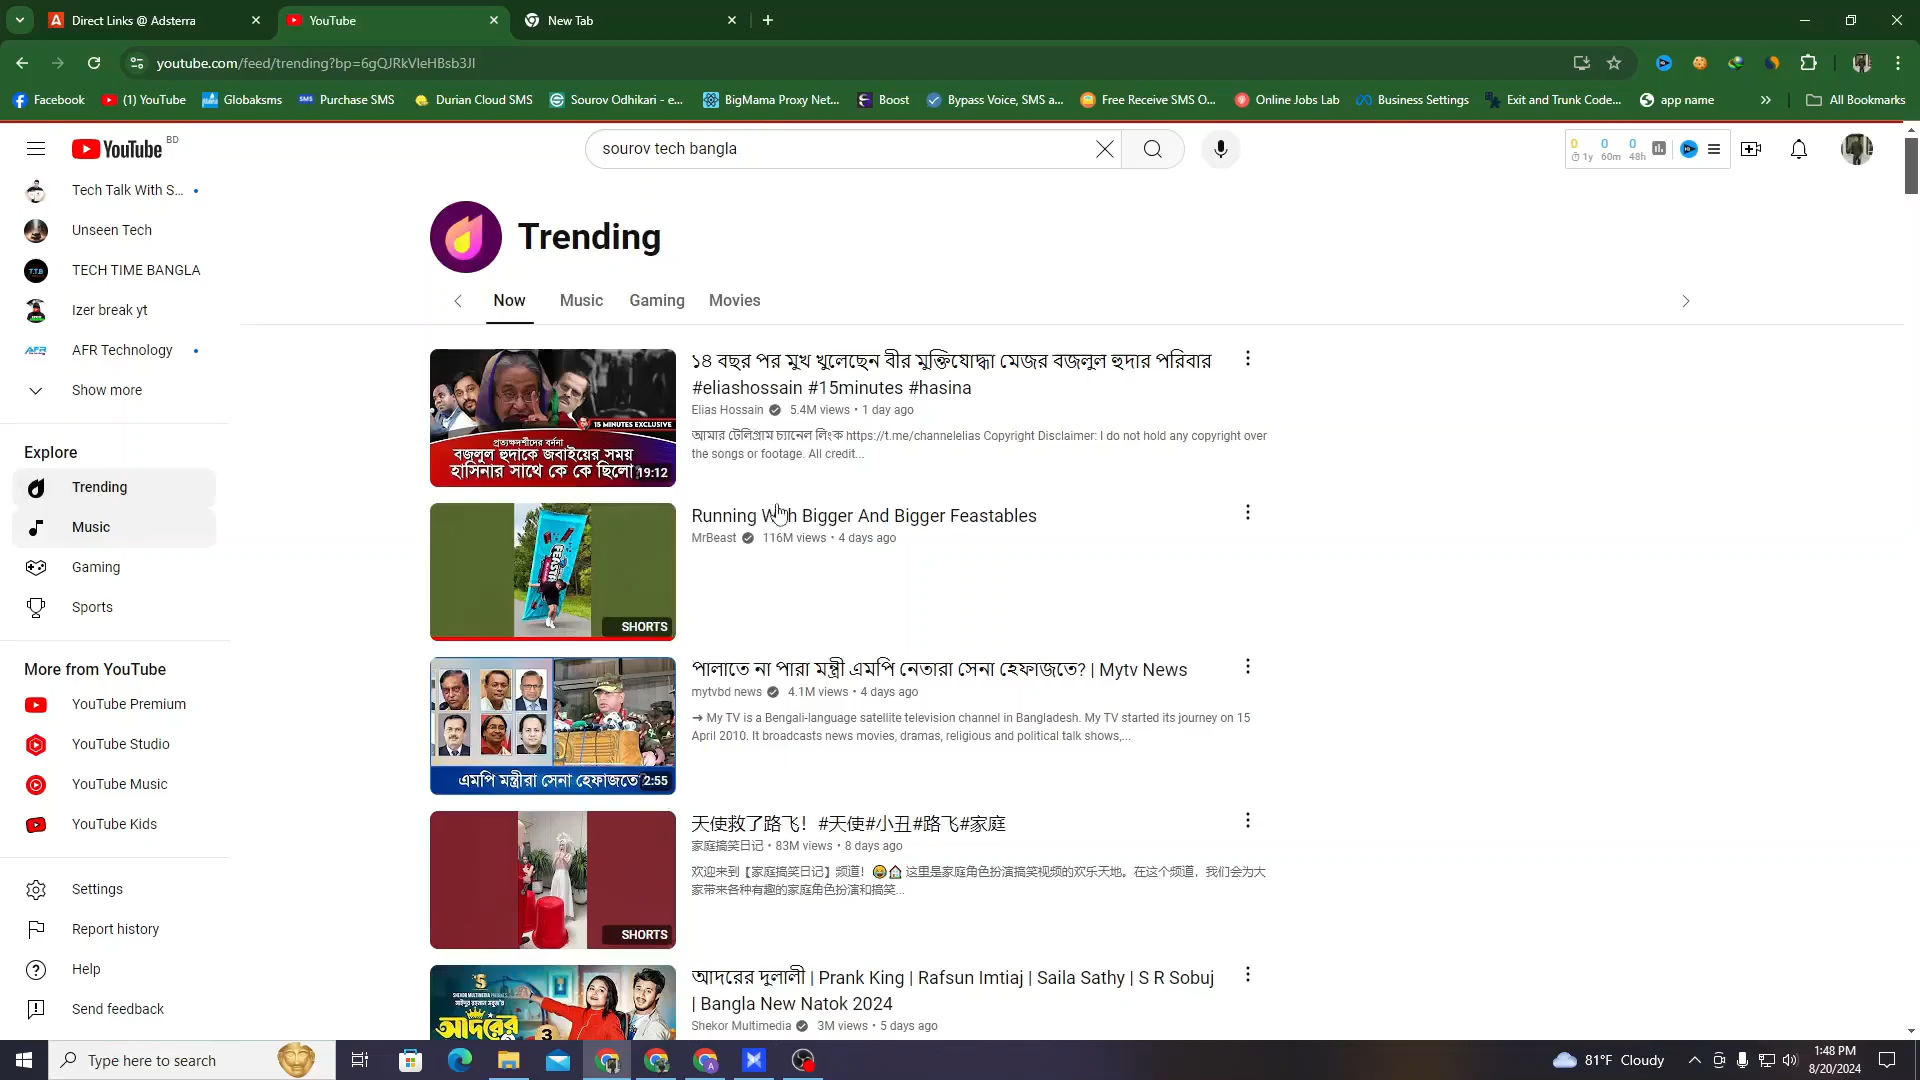 Direct Links @ Adsterra
YouTube
New Tab
youtube.com/feed/trending?bp=6gQJRkVleHBsb3Jl
Facebook
(1) YouTube
Globaksms
SMS
Purchase SMS
Durian Cloud SMS
Sourov Odhikari - e...
BigMama Proxy Net...
Boost
Bypass Voice, SMS a...
Free Receive SMS O...
Online Jobs Lab
Business Settings
Exit and Trunk Code...
app name
All Bookmarks
YouTube BD
sourov tech bangla
0 0 0
1y 60m 48h
Tech Talk With S...
Unseen Tech
T.T.B
TECH TIME BANGLA
Izer break yt
AFR
AFR Technology
Show more
Explore
Trending
Music
Gaming
Sports
More from YouTube
YouTube Premium
YouTube Studio
YouTube Music
YouTube Kids
Settings
Report history
Help
Send feedback
Trending
Now
Music
Gaming
Movies
15 MINUTES EXCLUSIVE
প্রত্যক্ষদর্শীদের বর্ননা
বজলুল হুদাকে জবাইয়ের সময়
হাসিনার সাথে কে কে ছিলো
19:12
১৪ বছর পর মুখ খুলেছেন বীর মুক্তিযোদ্ধা মেজর বজলুল হুদার পরিবার
#eliashossain #15minutes #hasina
Elias Hossain 5.4M views • 1 day ago
আমার টেলিগ্রাম চ্যানেল লিংক https://t.me/channelelias Copyright Disclaimer: I do not hold any copyright over
the songs or footage. All credit...
SHORTS
Running With Bigger And Bigger Feastables
MrBeast 116M views • 4 days ago
এমপি মন্ত্রীরা সেনা হেফাজতে
2:55
পালাতে না পারা মন্ত্রী এমপি নেতারা সেনা হেফাজতে? | Mytv News
mytvbd news 4.1M views • 4 days ago
➞ My TV is a Bengali-language satellite television channel in Bangladesh. My TV started its journey on 15
April 2010. It broadcasts news movies, dramas, religious and political talk shows,...
SHORTS
天使救了路飞！#天使#小丑#路飞#家庭
家庭搞笑日记 • 83M views • 8 days ago
欢迎来到【家庭搞笑日记】频道！😂🏠 这里是家庭角色扮演搞笑视频的欢乐天地。在这个频道，我们会为大
家带来各种有趣的家庭角色扮演和搞笑...
আদরের
3
আদরের দুলালী | Prank King | Rafsun Imtiaj | Saila Sathy | S R Sobuj
| Bangla New Natok 2024
Shekor Multimedia 3M views • 5 days ago
Type here to search
81°F Cloudy
1:48 PM
8/20/2024